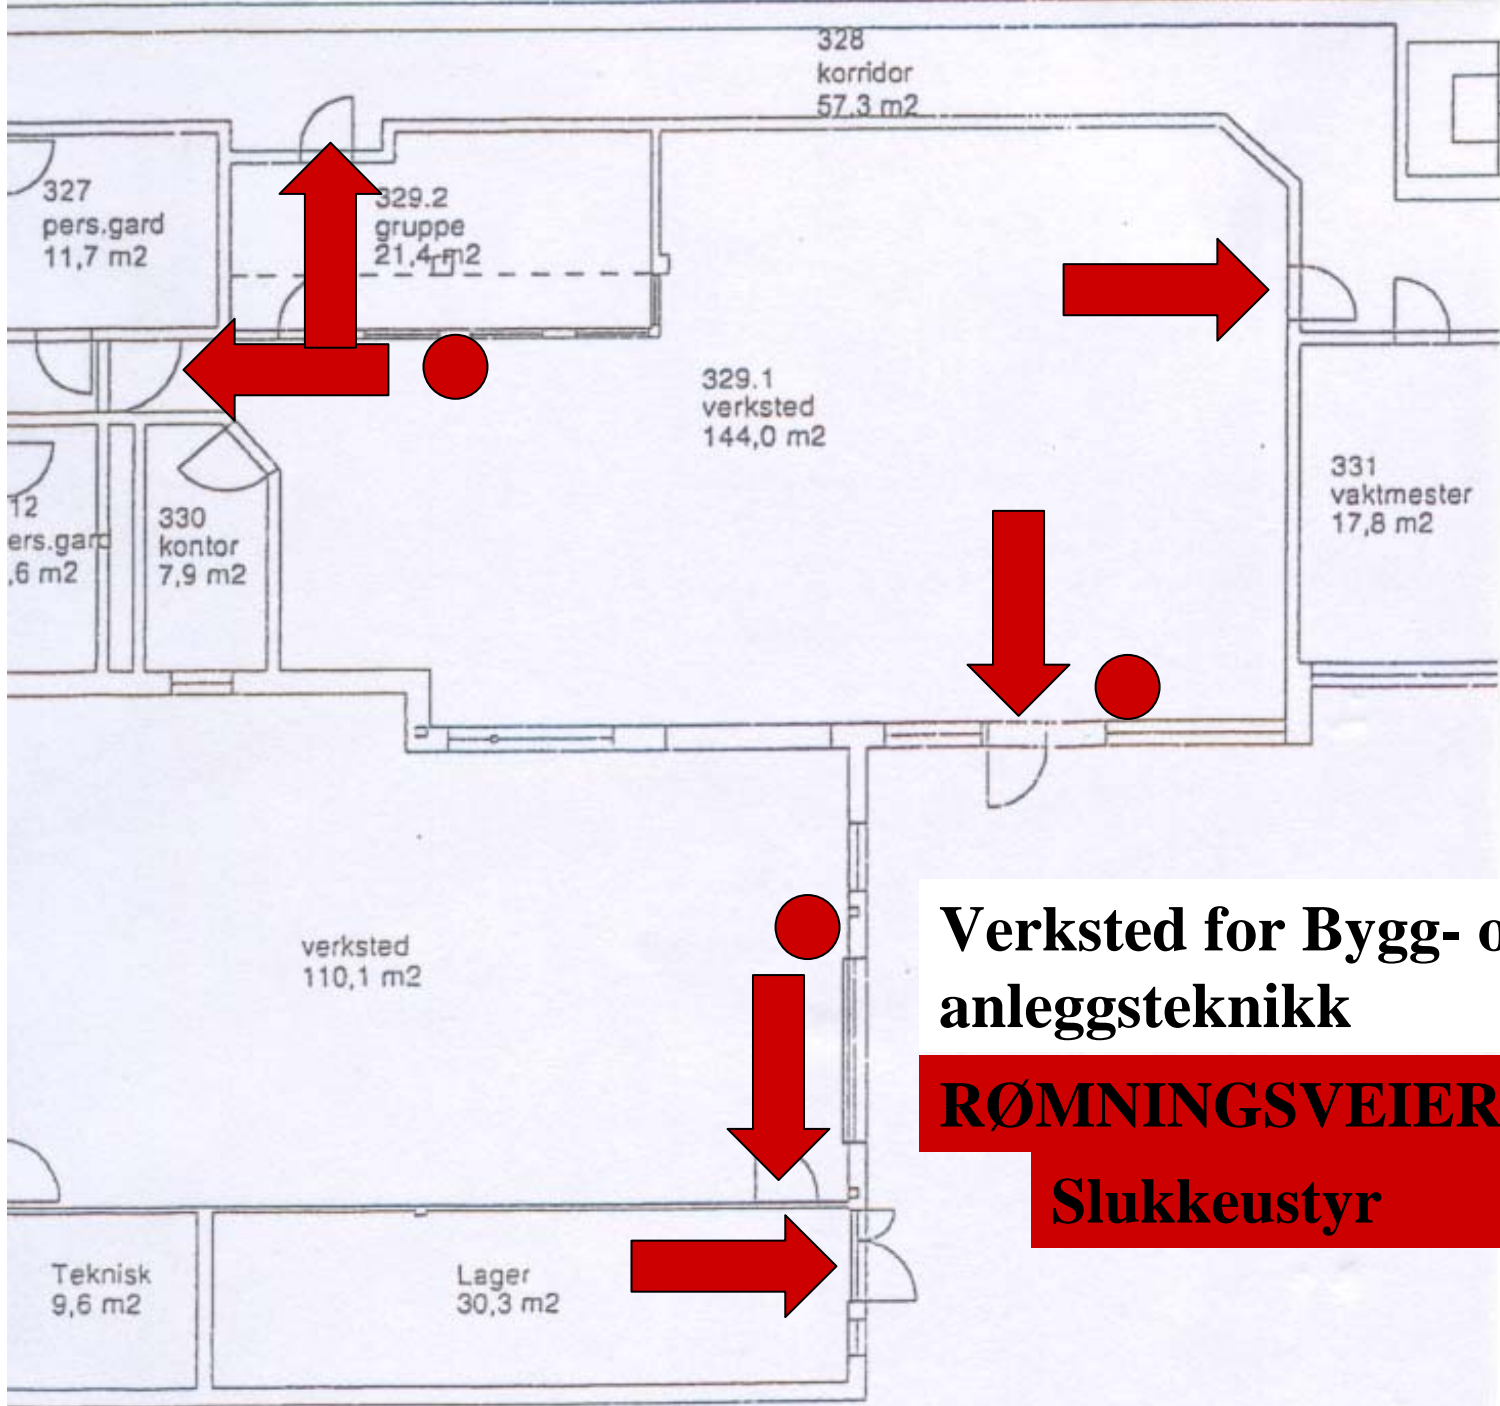 328
korridor
57,3 m2
327
pers.gard
11,7 m2
329.2
gruppe
21,4 m2
329.1
verksted
144,0 m2
331
vaktmester
17,8 m2
12
ers.gard
,6 m2
330
kontor
7,9 m2
verksted
110,1 m2
Verksted for Bygg- o
anleggsteknikk
RØMNINGSVEIER
Slukkeustyr
Teknisk
9,6 m2
Lager
30,3 m2